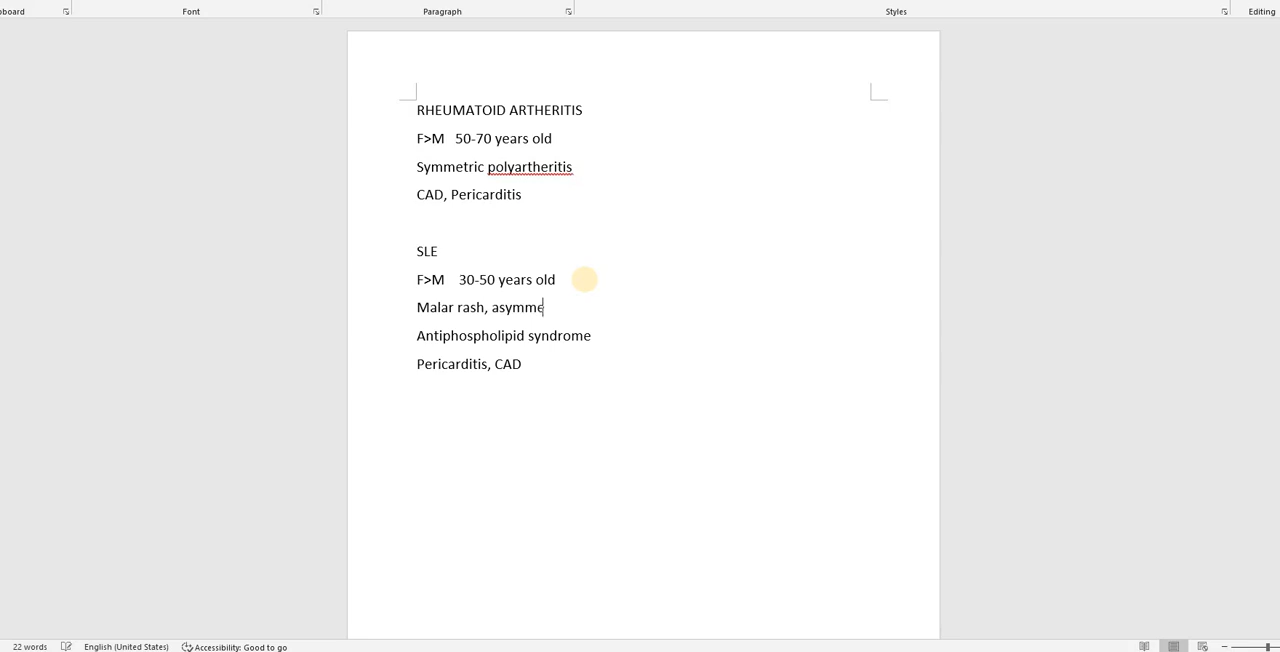 pboard Font Paragraph Styles Editing
RHEUMATOID ARTHERITIS
F>M 50-70 years old
Symmetric polyartheritis
CAD, Pericarditis
SLE
F>M 30-50 years old
Malar rash, asymme
Antiphospholipid syndrome
Pericarditis, CAD
22 words English (United States) Accessibility: Good to go